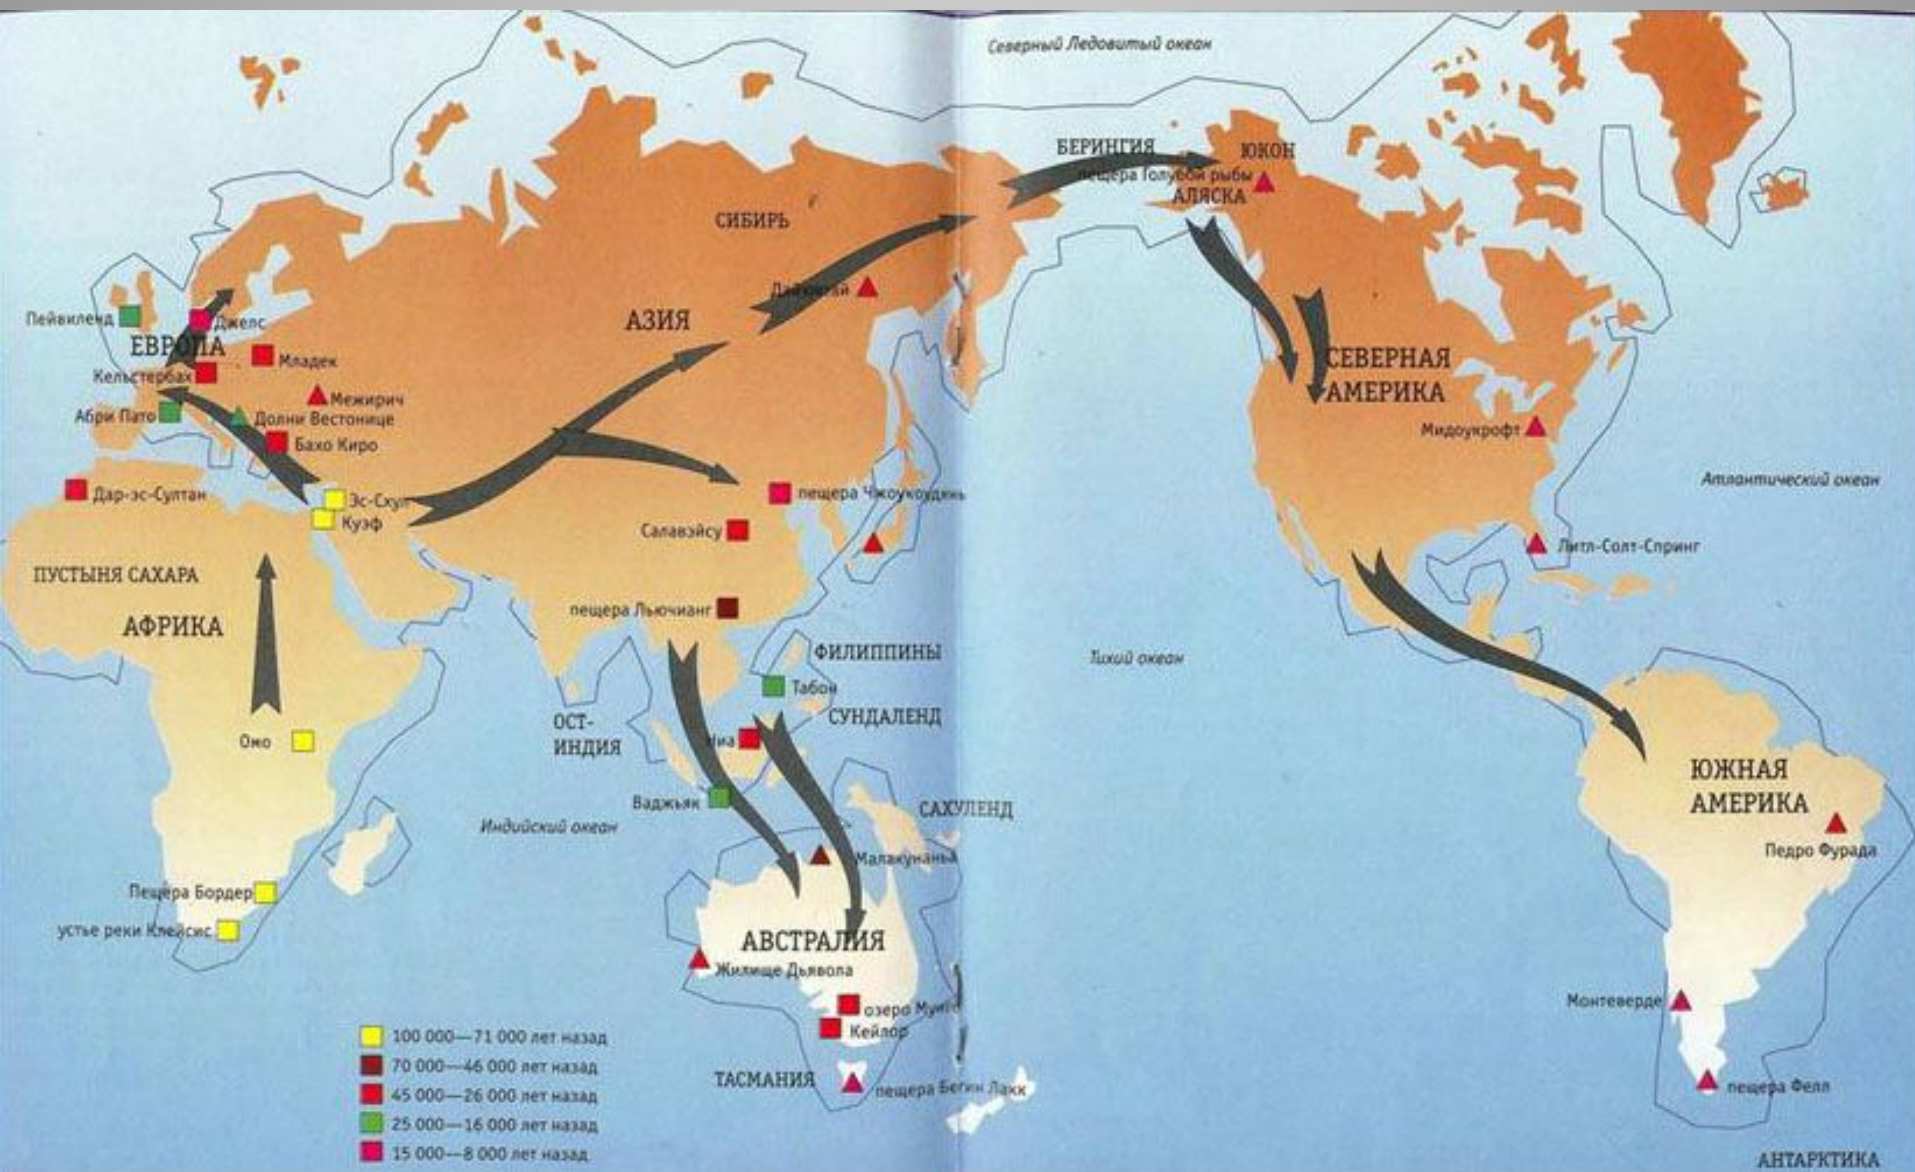 Северный Ледовитый океан
БЕРИНГИЯ
ЮКОН
пещера Голубой рыбы
АЛЯСКА
СИБИРЬ
Пейвиленд
Джелс
ЕВРОПА
АЗИЯ
Младек
Кельстербах
Межирич
Абри Пато
Долни Вестонице
Бахо Киро
СЕВЕРНАЯ
АМЕРИКА
Мидоукрофт
Атлантический океан
Дар-эс-Султан
Эс-Схул
Куэф
пещера Чжоукоудянь
Салавэйсу
Литл-Солт-Спринг
ПУСТЫНЯ САХАРА
АФРИКА
пещера Льючианг
ФИЛИППИНЫ
Тихий океан
Табон
СУНДАЛЕНД
ОСТ-
ИНДИЯ
Омо
Ниа
Ваджьяк
САХУЛЕНД
Индийский океан
ЮЖНАЯ
АМЕРИКА
Педро Фурада
Малакунанья
Пещера Бордер
устье реки Клейсис
АВСТРАЛИЯ
Жилище Дьявола
озеро
Кейлор
Монтеверде
ТАСМАНИЯ
пещера Бегин Лакк
пещера Фелл
100 000—71 000 лет назад
70 000—46 000 лет назад
45 000—26 000 лет назад
25 000—16 000 лет назад
15 000—8 000 лет назад
АНТАРКТИКА